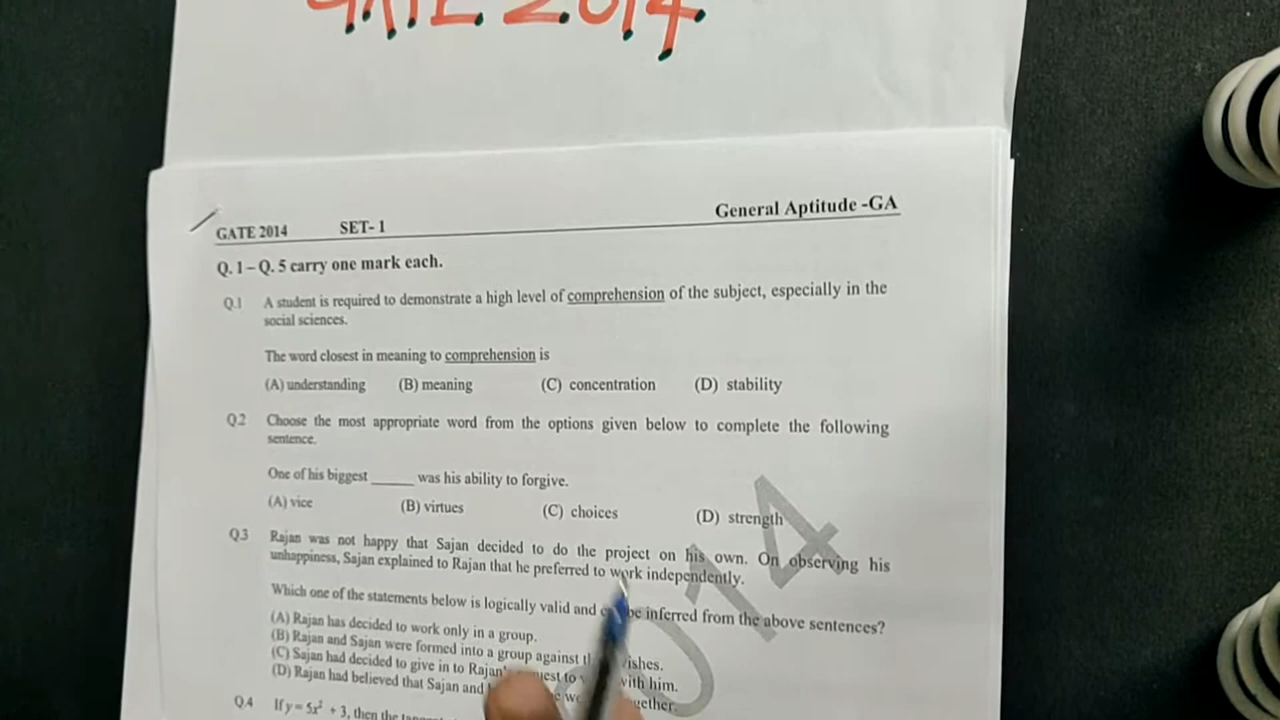 GATE 2014
GATE 2014 SET-1 General Aptitude -GA
Q. 1 – Q. 5 carry one mark each.
Q.1 A student is required to demonstrate a high level of comprehension of the subject, especially in the
social sciences.
The word closest in meaning to comprehension is
(A) understanding (B) meaning (C) concentration (D) stability
Q.2 Choose the most appropriate word from the options given below to complete the following
sentence.
One of his biggest _____ was his ability to forgive.
(A) vice (B) virtues (C) choices (D) strength
Q.3 Rajan was not happy that Sajan decided to do the project on his own. On observing his
unhappiness, Sajan explained to Rajan that he preferred to work independently.
Which one of the statements below is logically valid and be inferred from the above sentences?
(A) Rajan has decided to work only in a group.
(B) Rajan and Sajan were formed into a group against wishes.
(C) Sajan had decided to give in to to with him.
(D) Rajan had believed that Sajan and
Q.4 If y = 5x² + 3, then the
2014